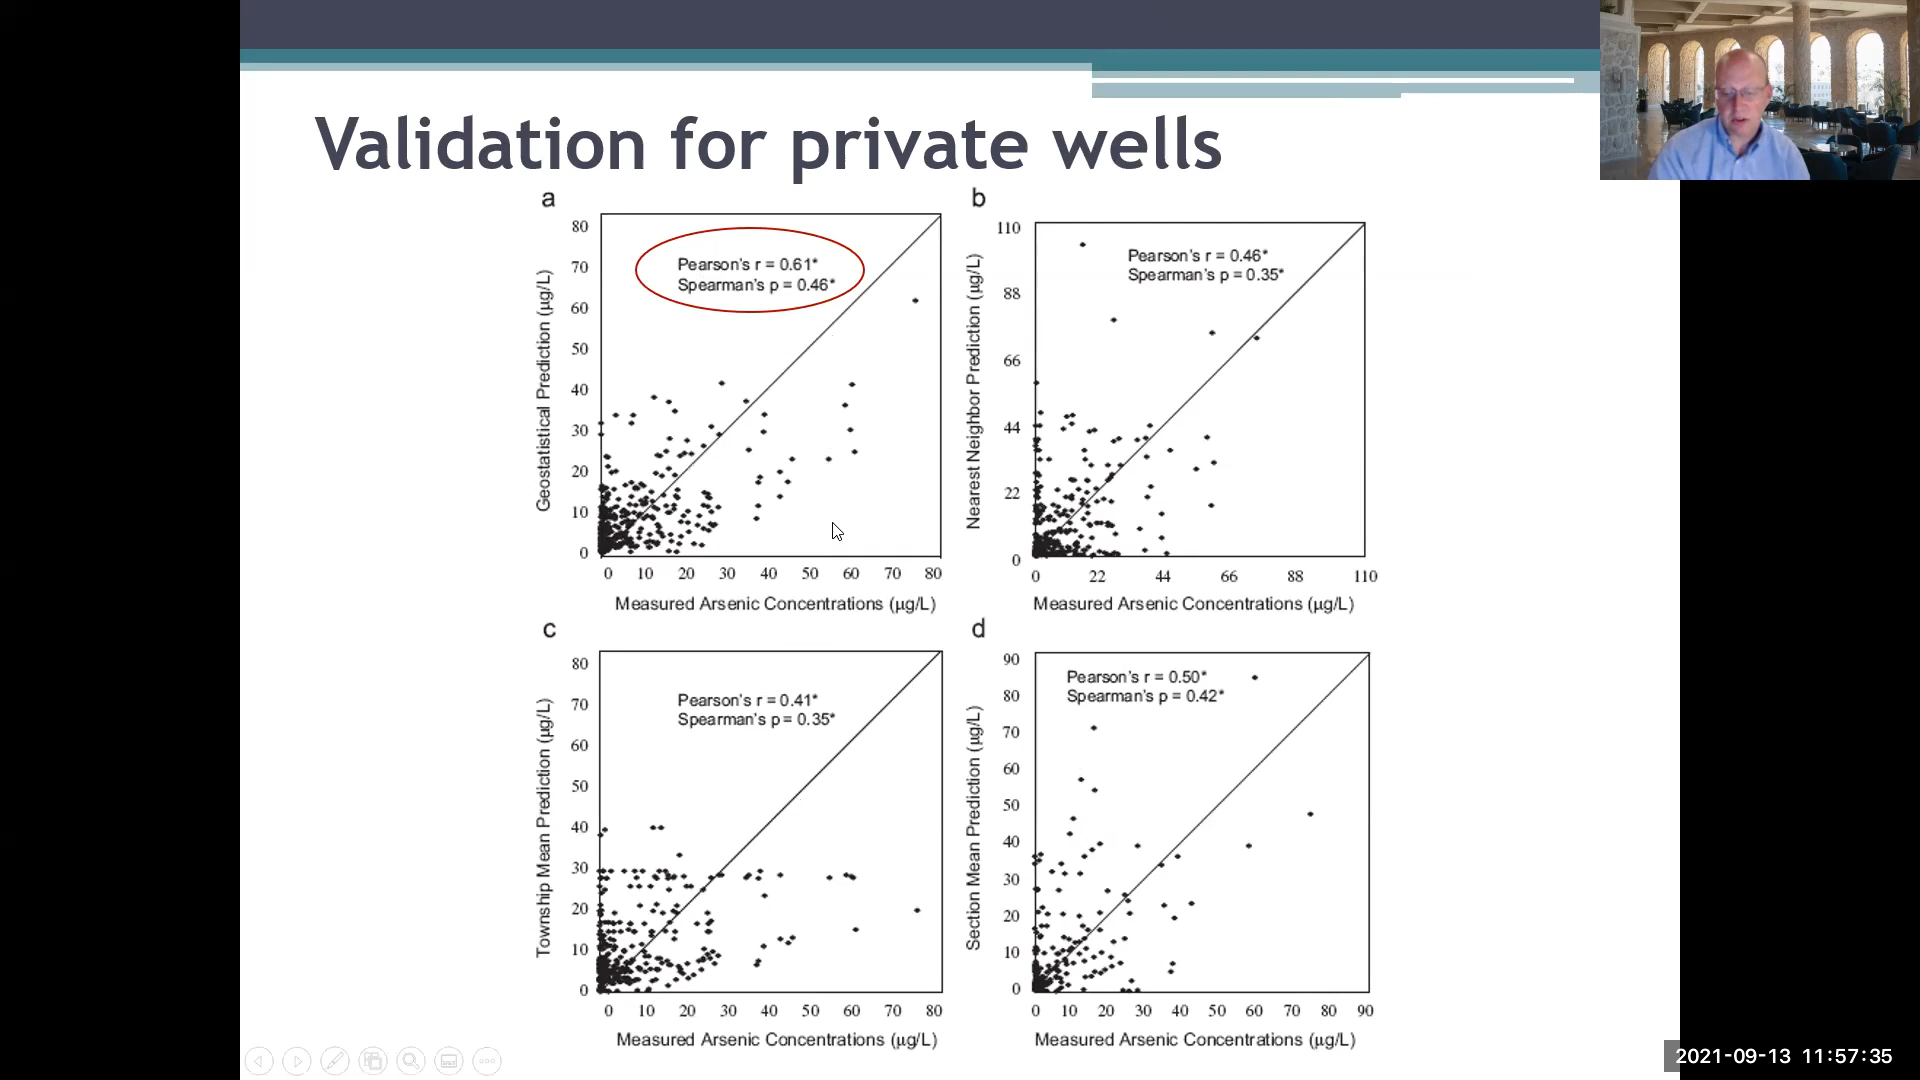 Validation for private wells
a
80
70
60
50
40
30
20
10
0
Geostatistical Prediction (µg/L)
Pearson's r = 0.61*
Spearman's p = 0.46*
0 10 20 30 40 50 60 70 80
Measured Arsenic Concentrations (µg/L)
b
110
88
66
44
22
0
Nearest Neighbor Prediction (µg/L)
Pearson's r = 0.46*
Spearman's p = 0.35*
0 22 44 66 88 110
Measured Arsenic Concentrations (µg/L)
c
80
70
60
50
40
30
20
10
0
Township Mean Prediction (µg/L)
Pearson's r = 0.41*
Spearman's p = 0.35*
0 10 20 30 40 50 60 70 80
Measured Arsenic Concentrations (µg/L)
d
90
80
70
60
50
40
30
20
10
0
Section Mean Prediction (µg/L)
Pearson's r = 0.50*
Spearman's p = 0.42*
0 10 20 30 40 50 60 70 80 90
Measured Arsenic Concentrations (µg/L)
2021-09-13 11:57:35